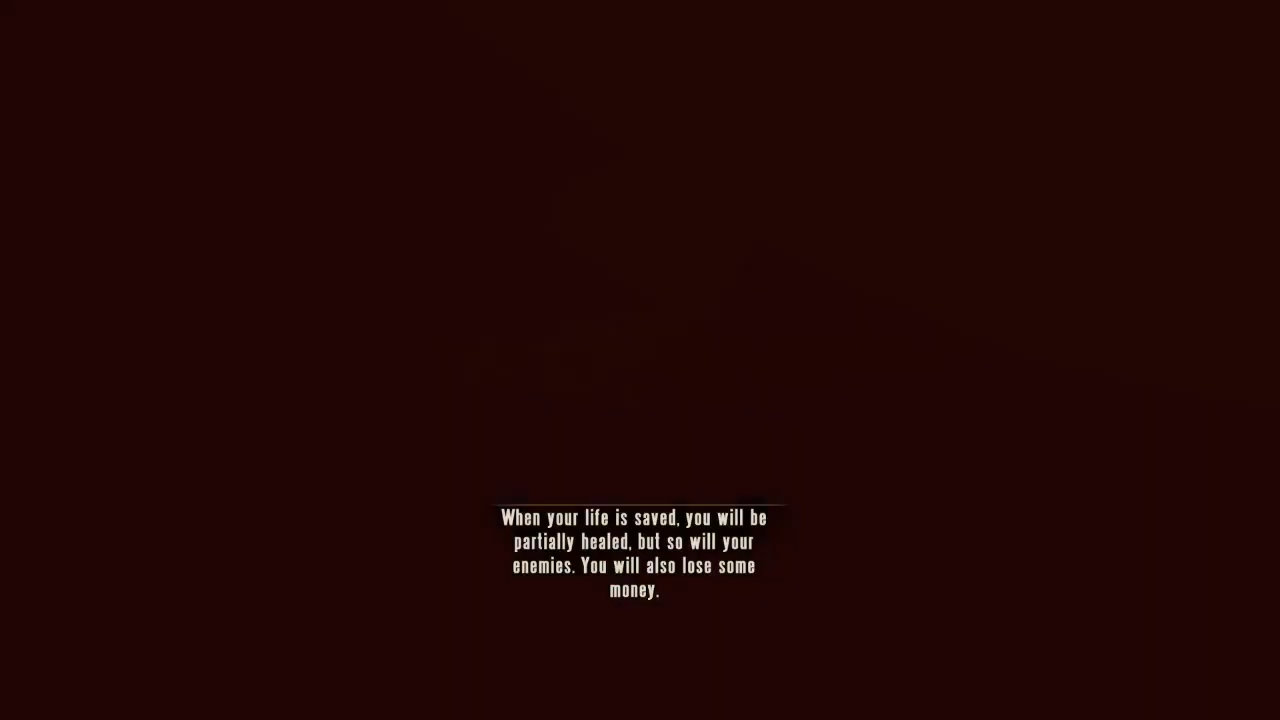 When your life is saved, you will be
partially healed, but so will your
enemies. You will also lose some
money.